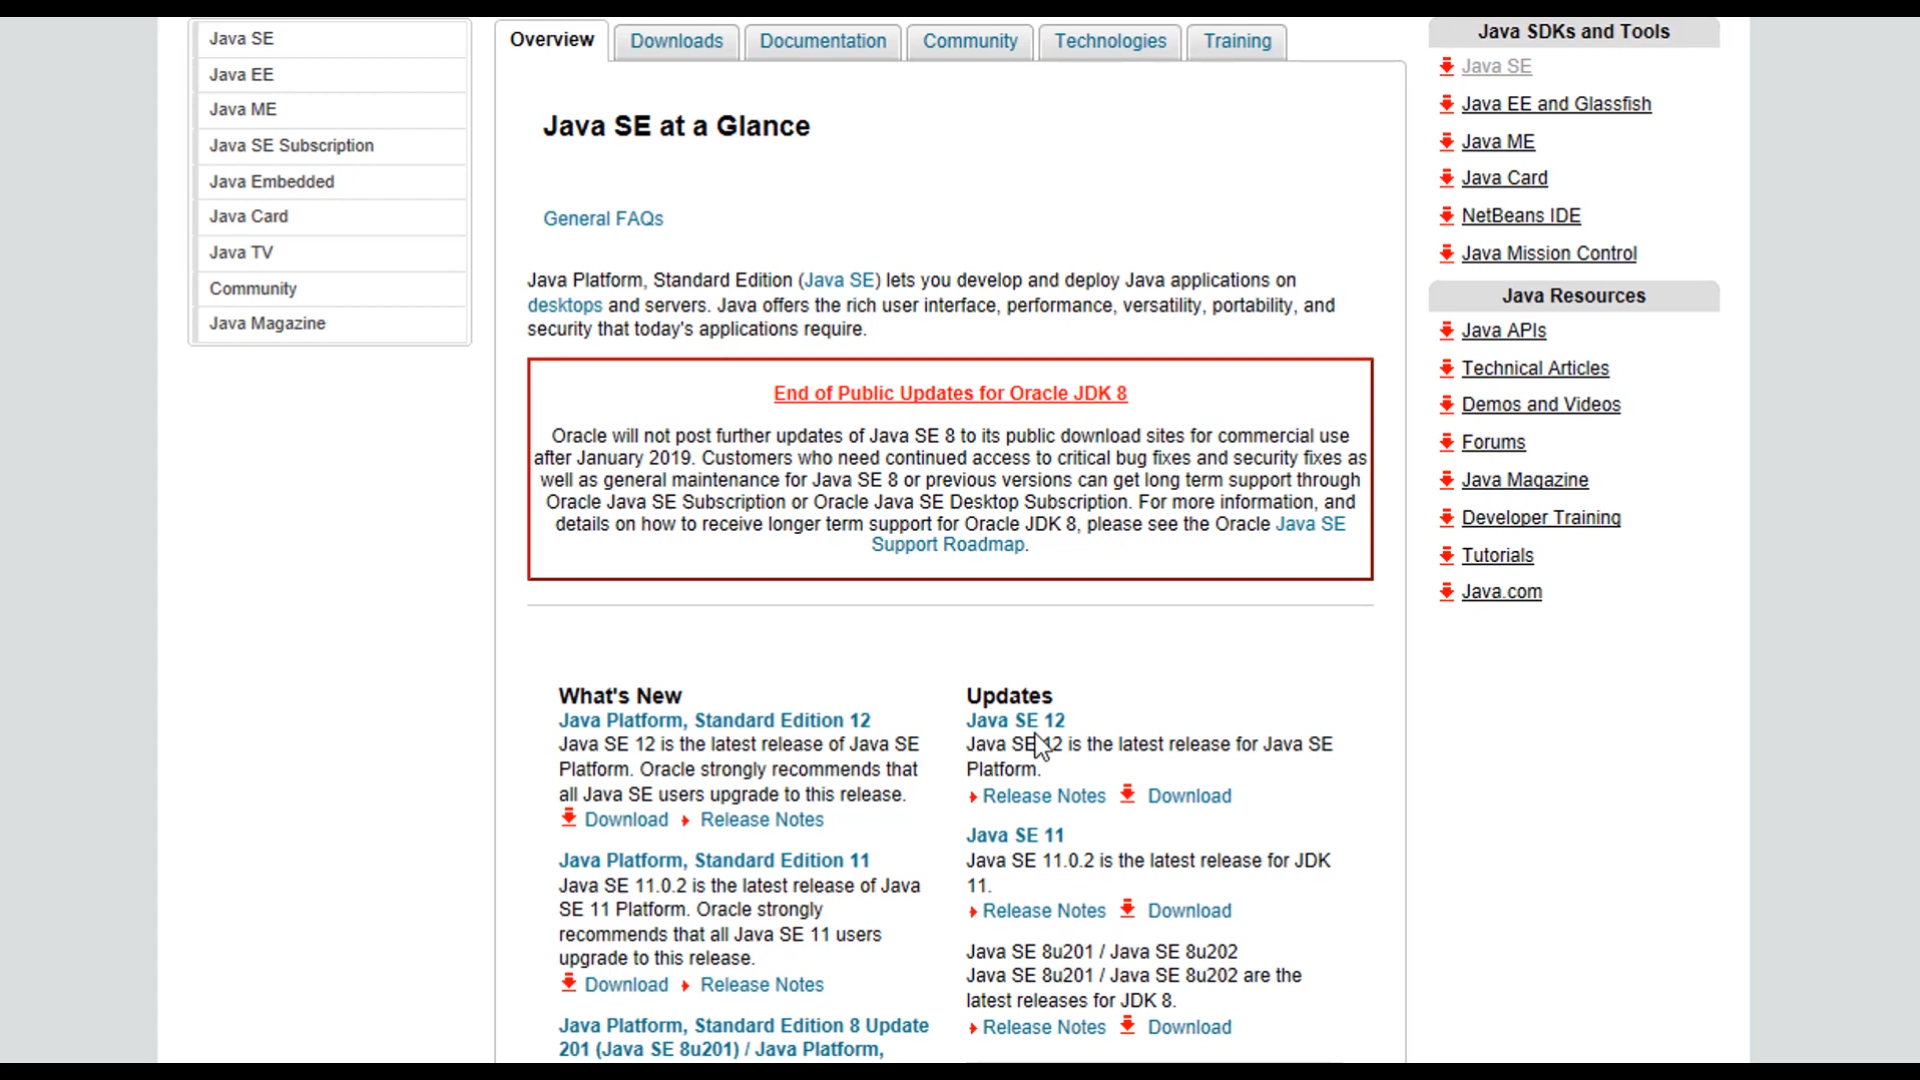 Java SE
Java EE
Java ME
Java SE Subscription
Java Embedded
Java Card
Java TV
Community
Java Magazine
Overview
Downloads
Documentation
Community
Technologies
Training
Java SE at a Glance
General FAQs
Java Platform, Standard Edition (Java SE) lets you develop and deploy Java applications on
desktops and servers. Java offers the rich user interface, performance, versatility, portability, and
security that today's applications require.
End of Public Updates for Oracle JDK 8
Oracle will not post further updates of Java SE 8 to its public download sites for commercial use
after January 2019. Customers who need continued access to critical bug fixes and security fixes as
well as general maintenance for Java SE 8 or previous versions can get long term support through
Oracle Java SE Subscription or Oracle Java SE Desktop Subscription. For more information, and
details on how to receive longer term support for Oracle JDK 8, please see the Oracle Java SE
Support Roadmap.
What's New
Java Platform, Standard Edition 12
Java SE 12 is the latest release of Java SE
Platform. Oracle strongly recommends that
all Java SE users upgrade to this release.
Download Release Notes
Java Platform, Standard Edition 11
Java SE 11.0.2 is the latest release of Java
SE 11 Platform. Oracle strongly
recommends that all Java SE 11 users
upgrade to this release.
Download Release Notes
Java Platform, Standard Edition 8 Update
201 (Java SE 8u201) / Java Platform,
Updates
Java SE 12
Java SE 12 is the latest release for Java SE
Platform.
Release Notes Download
Java SE 11
Java SE 11.0.2 is the latest release for JDK
11.
Release Notes Download
Java SE 8u201 / Java SE 8u202
Java SE 8u201 / Java SE 8u202 are the
latest releases for JDK 8.
Release Notes Download
Java SDKs and Tools
Java SE
Java EE and Glassfish
Java ME
Java Card
NetBeans IDE
Java Mission Control
Java Resources
Java APIs
Technical Articles
Demos and Videos
Forums
Java Magazine
Developer Training
Tutorials
Java.com